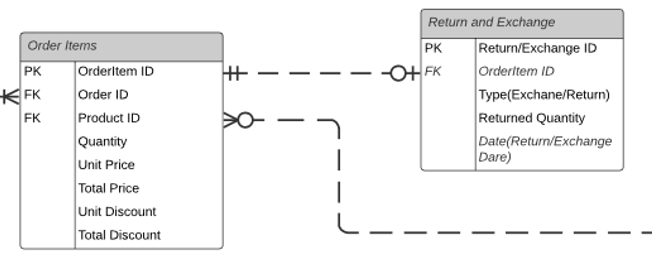 Order Items
PK OrderItem ID
FK Order ID
FK Product ID
Quantity
Unit Price
Total Price
Unit Discount
Total Discount
Return and Exchange
PK Return/Exchange ID
FK OrderItem ID
Type(Exchane/Return)
Returned Quantity
Date(Return/Exchange
Dare)